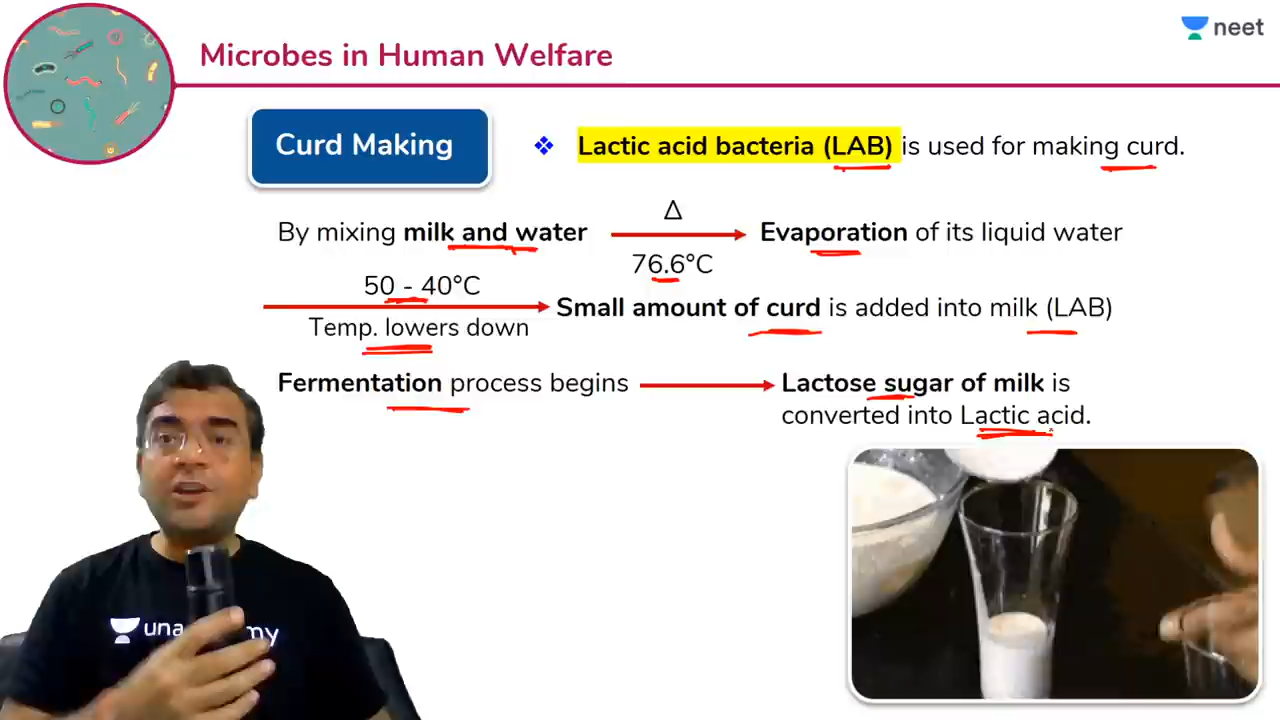 neet
Microbes in Human Welfare
Curd Making
❖ Lactic acid bacteria (LAB) is used for making curd.
By mixing milk and water
Δ
76.6°C
Evaporation of its liquid water
50 - 40°C
Temp. lowers down
Small amount of curd is added into milk (LAB)
Fermentation process begins
Lactose sugar of milk is
converted into Lactic acid.